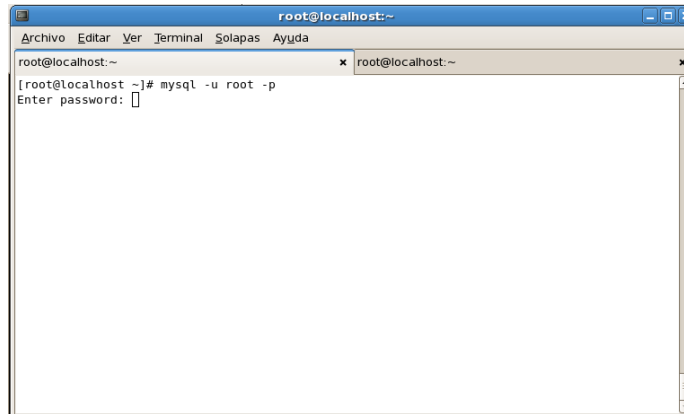 root@localhost:~
Archivo Editar Ver Terminal Solapas Ayuda
root@localhost:~ root@localhost:~
[root@localhost ~]# mysql -u root -p
Enter password: